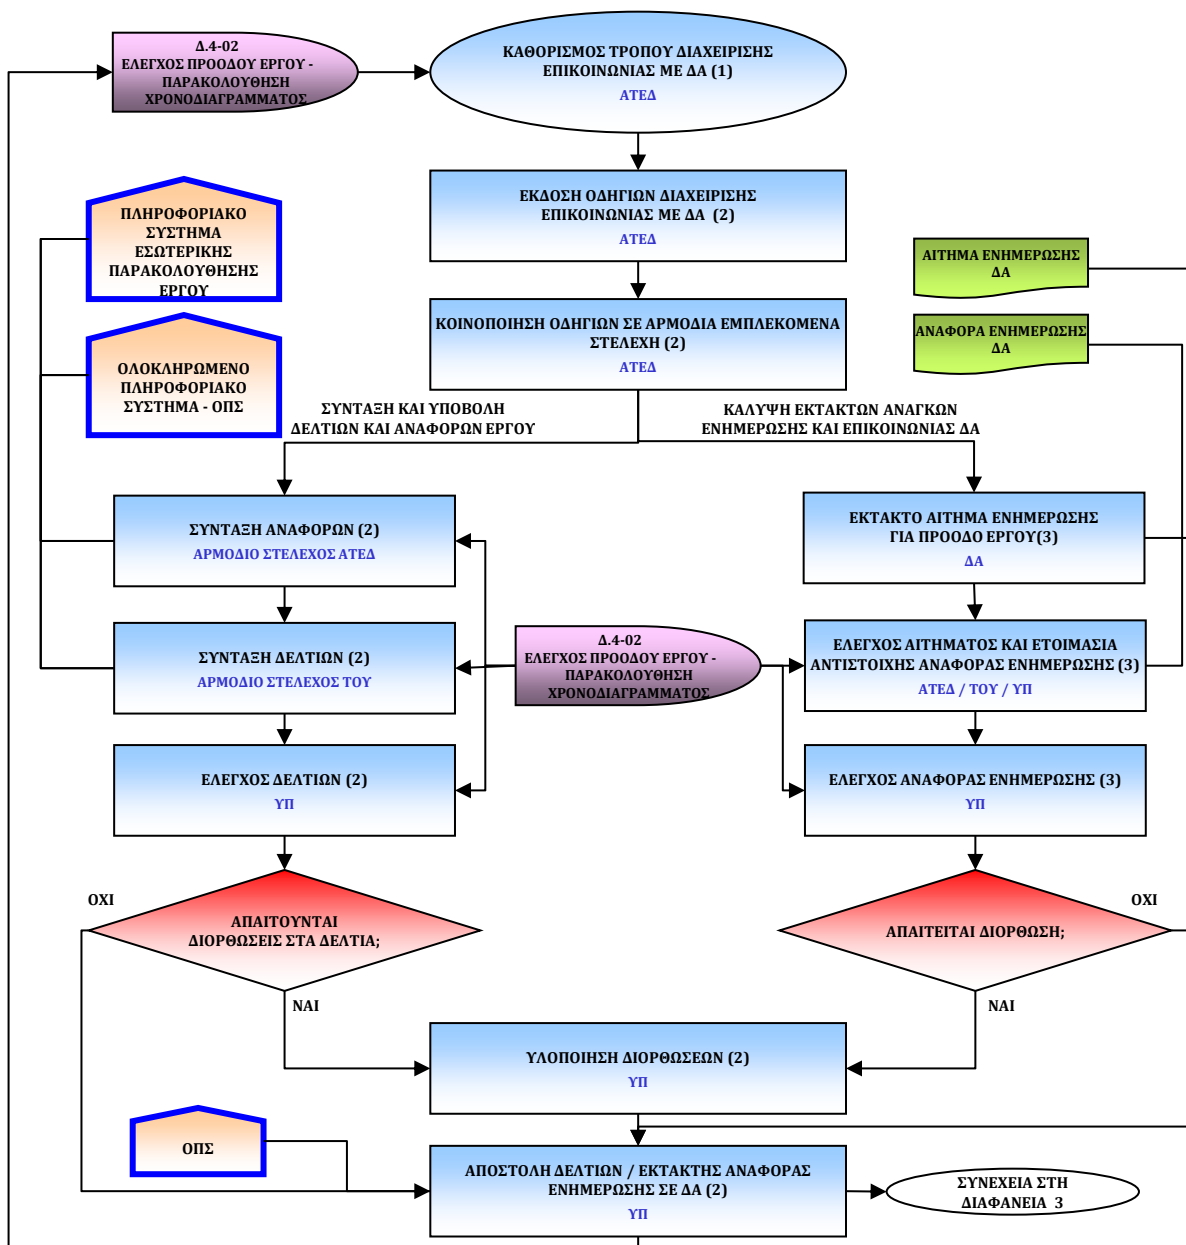 Δ.4-02
ΕΛΕΓΧΟΣ ΠΡΟΟΔΟΥ ΕΡΓΟΥ -
ΠΑΡΑΚΟΛΟΥΘΗΣΗ
ΧΡΟΝΟΔΙΑΓΡΑΜΜΑΤΟΣ
ΚΑΘΟΡΙΣΜΟΣ ΤΡΟΠΟΥ ΔΙΑΧΕΙΡΙΣΗΣ
ΕΠΙΚΟΙΝΩΝΙΑΣ ΜΕ ΔΑ (1)
ΑΤΕΔ
ΕΚΔΟΣΗ ΟΔΗΓΙΩΝ ΔΙΑΧΕΙΡΙΣΗΣ
ΕΠΙΚΟΙΝΩΝΙΑΣ ΜΕ ΔΑ (2)
ΑΤΕΔ
ΠΛΗΡΟΦΟΡΙΑΚΟ
ΣΥΣΤΗΜΑ
ΕΣΩΤΕΡΙΚΗΣ
ΠΑΡΑΚΟΛΟΥΘΗΣΗΣ
ΕΡΓΟΥ
ΑΙΤΗΜΑ ΕΝΗΜΕΡΩΣΗΣ
ΔΑ
ΚΟΙΝΟΠΟΙΗΣΗ ΟΔΗΓΙΩΝ ΣΕ ΑΡΜΟΔΙΑ ΕΜΠΛΕΚΟΜΕΝΑ
ΣΤΕΛΕΧΗ (2)
ΑΤΕΔ
ΑΝΑΦΟΡΑ ΕΝΗΜΕΡΩΣΗΣ
ΔΑ
ΟΛΟΚΛΗΡΩΜΕΝΟ
ΠΛΗΡΟΦΟΡΙΑΚΟ
ΣΥΣΤΗΜΑ - ΟΠΣ
ΣΥΝΤΑΞΗ ΚΑΙ ΥΠΟΒΟΛΗ
ΔΕΛΤΙΩΝ ΚΑΙ ΑΝΑΦΟΡΩΝ ΕΡΓΟΥ
ΚΑΛΥΨΗ ΕΚΤΑΚΤΩΝ ΑΝΑΓΚΩΝ
ΕΝΗΜΕΡΩΣΗΣ ΚΑΙ ΕΠΙΚΟΙΝΩΝΙΑΣ ΔΑ
ΣΥΝΤΑΞΗ ΑΝΑΦΟΡΩΝ (2)
ΑΡΜΟΔΙΟ ΣΤΕΛΕΧΟΣ ΑΤΕΔ
ΕΚΤΑΚΤΟ ΑΙΤΗΜΑ ΕΝΗΜΕΡΩΣΗΣ
ΓΙΑ ΠΡΟΟΔΟ ΕΡΓΟΥ(3)
ΔΑ
ΣΥΝΤΑΞΗ ΔΕΛΤΙΩΝ (2)
ΑΡΜΟΔΙΟ ΣΤΕΛΕΧΟΣ ΤΟΥ
Δ.4-02
ΕΛΕΓΧΟΣ ΠΡΟΟΔΟΥ ΕΡΓΟΥ -
ΠΑΡΑΚΟΛΟΥΘΗΣΗ
ΧΡΟΝΟΔΙΑΓΡΑΜΜΑΤΟΣ
ΕΛΕΓΧΟΣ ΑΙΤΗΜΑΤΟΣ ΚΑΙ ΕΤΟΙΜΑΣΙΑ
ΑΝΤΙΣΤΟΙΧΗΣ ΑΝΑΦΟΡΑΣ ΕΝΗΜΕΡΩΣΗΣ (3)
ΑΤΕΔ / ΤΟΥ / ΥΠ
ΕΛΕΓΧΟΣ ΔΕΛΤΙΩΝ (2)
ΥΠ
ΕΛΕΓΧΟΣ ΑΝΑΦΟΡΑΣ ΕΝΗΜΕΡΩΣΗΣ (3)
ΥΠ
ΟΧΙ
ΑΠΑΙΤΟΥΝΤΑΙ
ΔΙΟΡΘΩΣΕΙΣ ΣΤΑ ΔΕΛΤΙΑ;
ΝΑΙ
ΑΠΑΙΤΕΙΤΑΙ ΔΙΟΡΘΩΣΗ;
ΟΧΙ
ΝΑΙ
ΥΛΟΠΟΙΗΣΗ ΔΙΟΡΘΩΣΕΩΝ (2)
ΥΠ
ΟΠΣ
ΑΠΟΣΤΟΛΗ ΔΕΛΤΙΩΝ / ΕΚΤΑΚΤΗΣ ΑΝΑΦΟΡΑΣ
ΕΝΗΜΕΡΩΣΗΣ ΣΕ ΔΑ (2)
ΥΠ
ΣΥΝΕΧΕΙΑ ΣΤΗ
ΔΙΑΦΑΝΕΙΑ 3